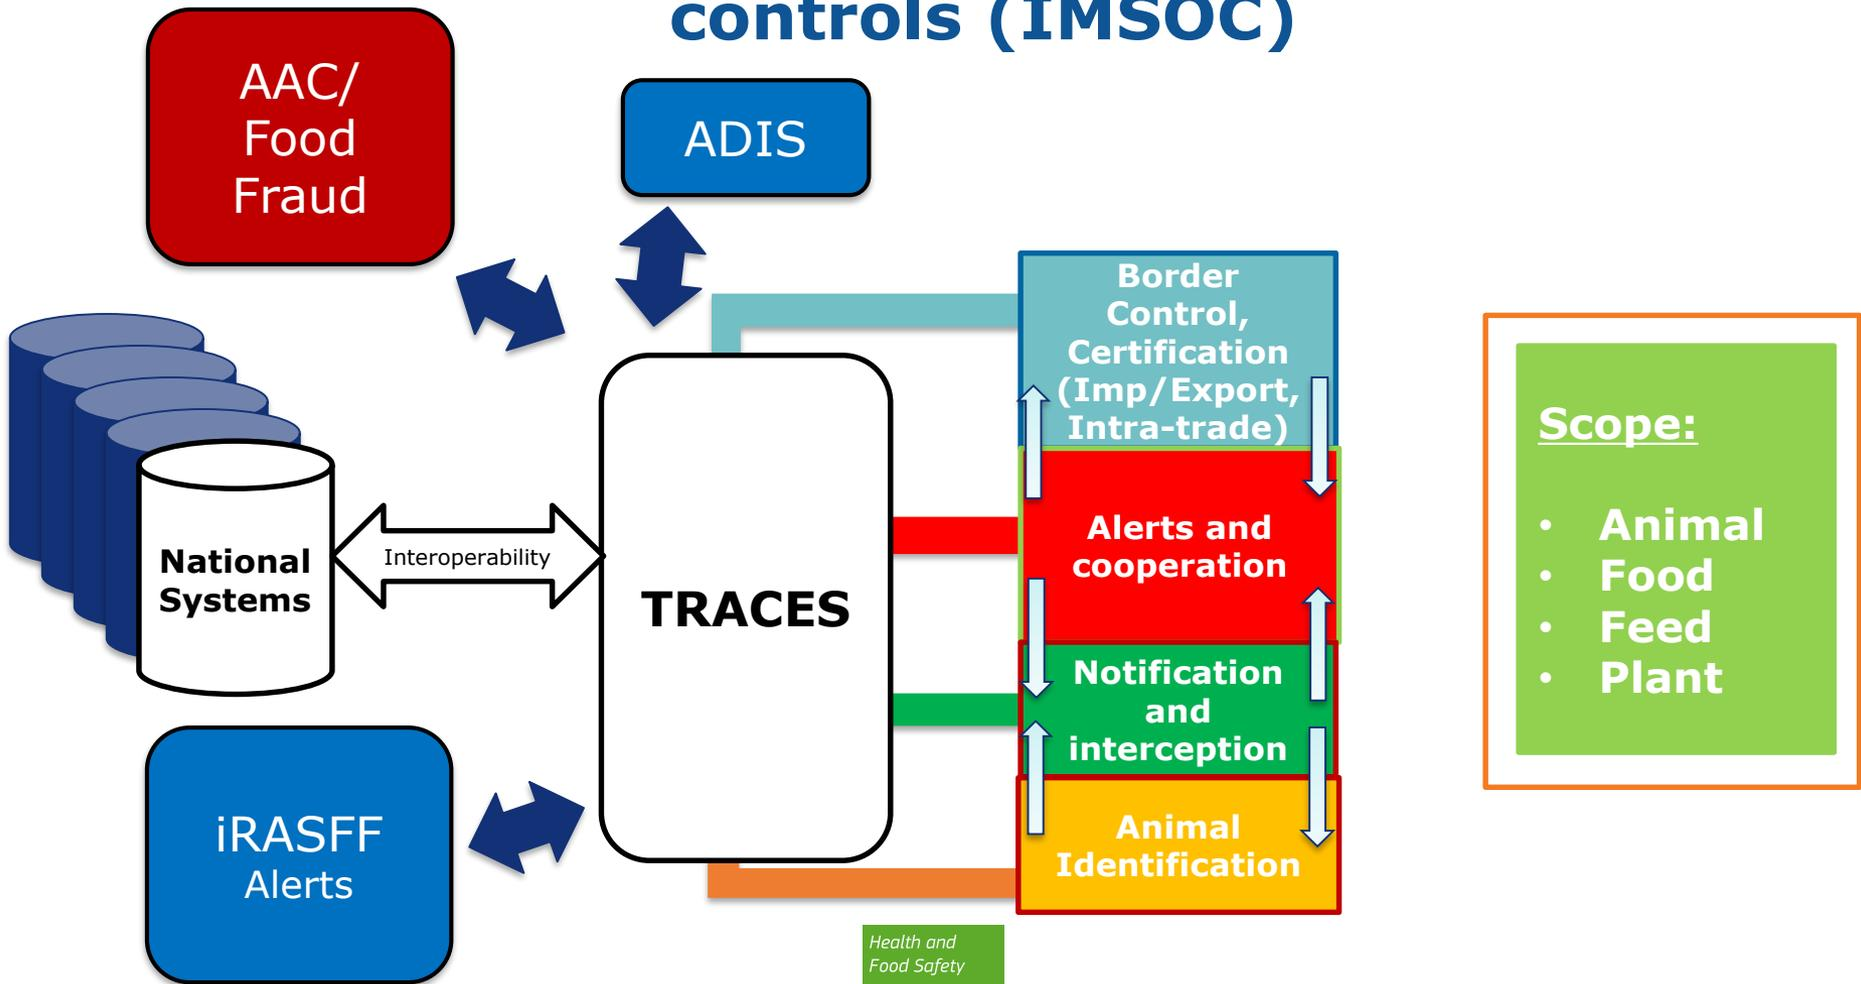 controls (IMSOC)
AAC/
Food
Fraud
ADIS
Border
Control,
Certification
(Imp/Export,
Intra-trade)
Scope:
• Animal
• Food
• Feed
• Plant
Alerts and
cooperation
National
Systems
Interoperability
TRACES
Notification
and
interception
iRASFF
Alerts
Animal
Identification
Health and
Food Safety